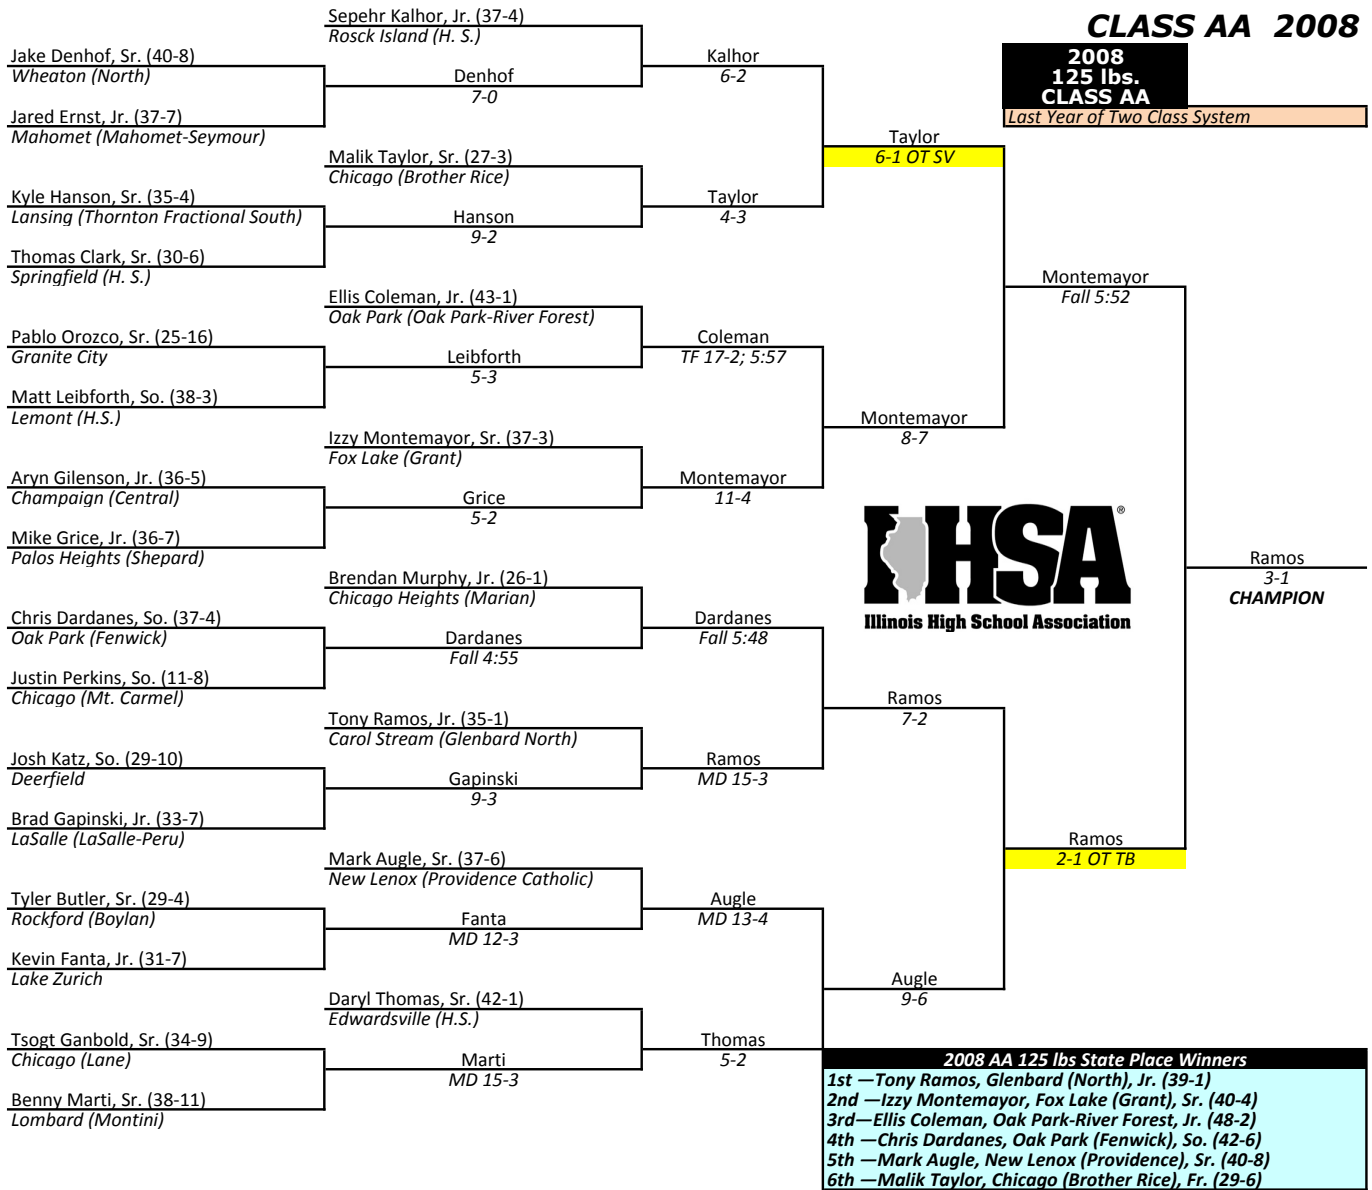 CLASS AA 2008
2008
125 lbs.
CLASS AA
Last Year of Two Class System
Jake Denhof, Sr. (40-8)
Wheaton (North)
Jared Ernst, Jr. (37-7)
Mahomet (Mahomet-Seymour)
Kyle Hanson, Sr. (35-4)
Lansing (Thornton Fractional South)
Thomas Clark, Sr. (30-6)
Springfield (H. S.)
Pablo Orozco, Sr. (25-16)
Granite City
Matt Leibforth, So. (38-3)
Lemont (H.S.)
Aryn Gilenson, Jr. (36-5)
Champaign (Central)
Mike Grice, Jr. (36-7)
Palos Heights (Shepard)
Chris Dardanes, So. (37-4)
Oak Park (Fenwick)
Justin Perkins, So. (11-8)
Chicago (Mt. Carmel)
Josh Katz, So. (29-10)
Deerfield
Brad Gapinski, Jr. (33-7)
LaSalle (LaSalle-Peru)
Tyler Butler, Sr. (29-4)
Rockford (Boylan)
Kevin Fanta, Jr. (31-7)
Lake Zurich
Tsogt Ganbold, Sr. (34-9)
Chicago (Lane)
Benny Marti, Sr. (38-11)
Lombard (Montini)
Sepehr Kalhor, Jr. (37-4)
Rosck Island (H. S.)
Denhof
7-0
Malik Taylor, Sr. (27-3)
Chicago (Brother Rice)
Hanson
9-2
Ellis Coleman, Jr. (43-1)
Oak Park (Oak Park-River Forest)
Leibforth
5-3
Izzy Montemayor, Sr. (37-3)
Fox Lake (Grant)
Grice
5-2
Brendan Murphy, Jr. (26-1)
Chicago Heights (Marian)
Dardanes
Fall 4:55
Tony Ramos, Jr. (35-1)
Carol Stream (Glenbard North)
Gapinski
9-3
Mark Augle, Sr. (37-6)
New Lenox (Providence Catholic)
Fanta
MD 12-3
Daryl Thomas, Sr. (42-1)
Edwardsville (H.S.)
Marti
MD 15-3
Kalhor
6-2
Taylor
4-3
Coleman
TF 17-2; 5:57
Montemayor
11-4
Dardanes
Fall 5:48
Ramos
MD 15-3
Augle
MD 13-4
Thomas
5-2
Taylor
6-1 OT SV
Montemayor
8-7
Ramos
7-2
Augle
9-6
Montemayor
Fall 5:52
Ramos
2-1 OT TB
Ramos
3-1
CHAMPION
IHSA®
Illinois High School Association
2008 AA 125 lbs State Place Winners
1st —Tony Ramos, Glenbard (North), Jr. (39-1)
2nd —Izzy Montemayor, Fox Lake (Grant), Sr. (40-4)
3rd—Ellis Coleman, Oak Park-River Forest, Jr. (48-2)
4th —Chris Dardanes, Oak Park (Fenwick), So. (42-6)
5th —Mark Augle, New Lenox (Providence), Sr. (40-8)
6th —Malik Taylor, Chicago (Brother Rice), Fr. (29-6)